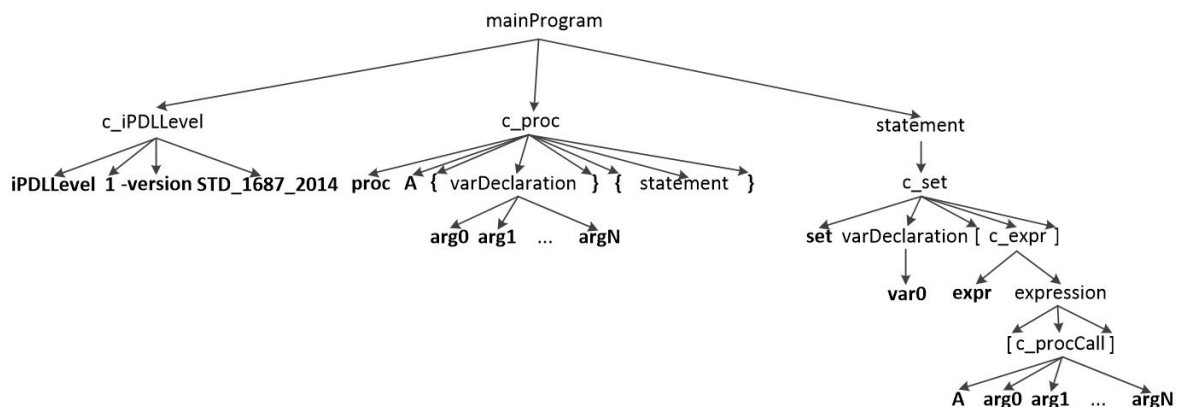 mainProgram
c_iPDLLevel c_proc statement
iPDLLevel 1 -version STD_1687_2014 proc A { varDeclaration } { statement } c_set
arg0 arg1 ... argN set varDeclaration [ c_expr ]
var0 expr expression
[ c_procCall ]
A arg0 arg1 ... argN